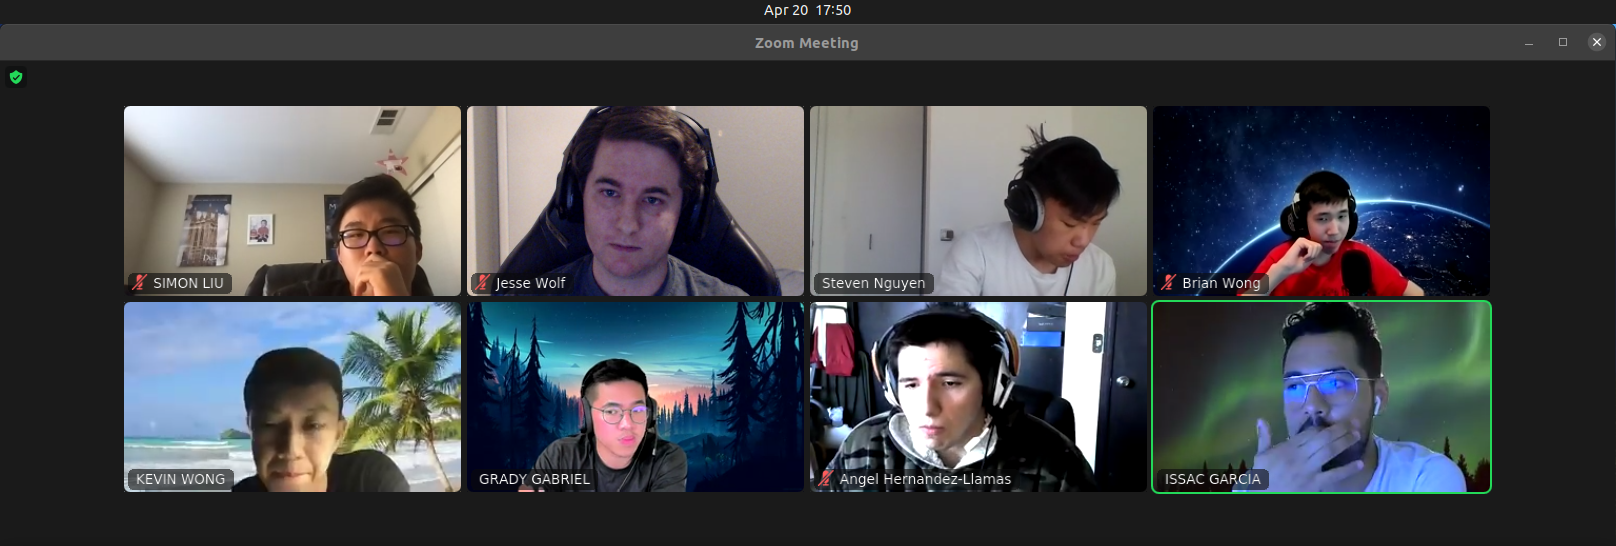 Apr 20 17:50
Zoom Meeting
SIMON LIU
Jesse Wolf
Steven Nguyen
Brian Wong
KEVIN WONG
GRADY GABRIEL
Angel Hernandez-Llamas
ISSAC GARCIA